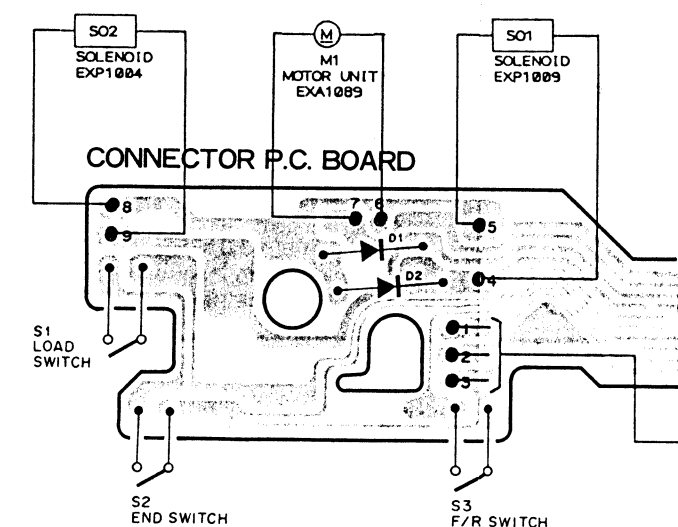 SO2
SOLENOID
EXP1004
M
M1
MOTOR UNIT
EXA1089
SO1
SOLENOID
EXP1009
CONNECTOR P.C. BOARD
8
9
7 6
5
D1
D2
4
1
2
3
S1
LOAD
SWITCH
S2
END SWITCH
S3
F/R SWITCH